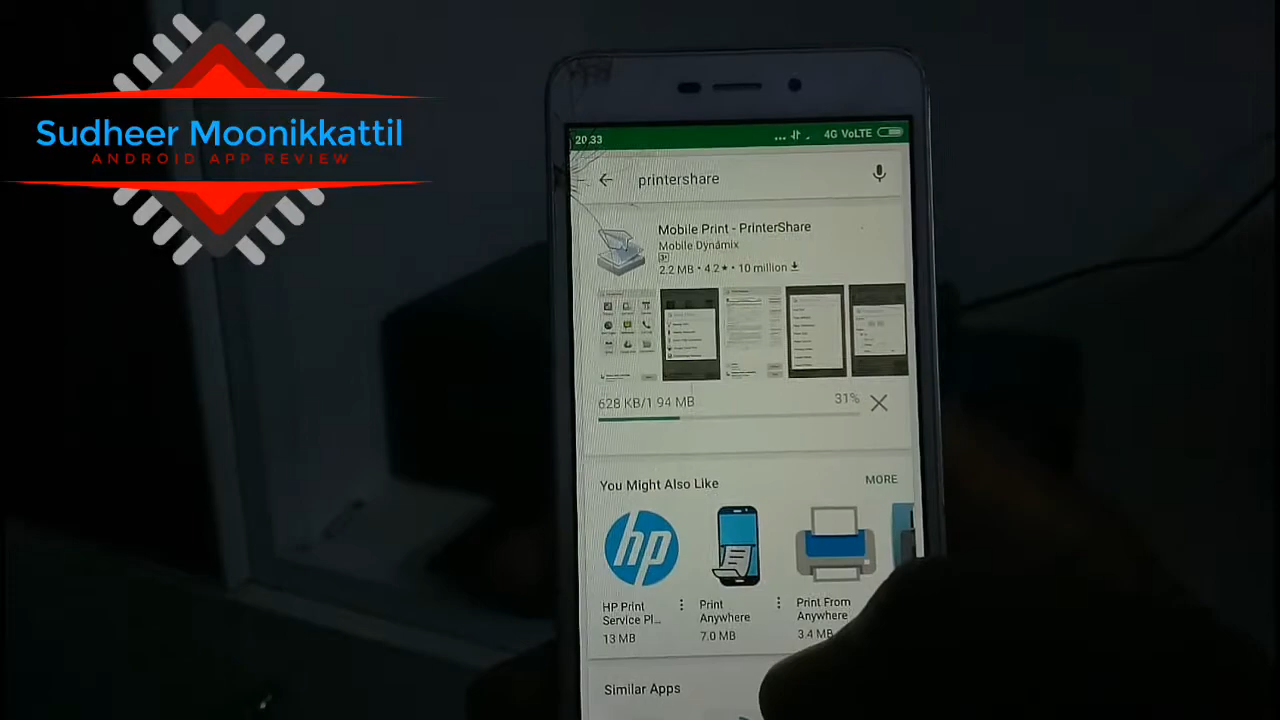 Sudheer Moonikkattil
ANDROID APP REVIEW
20.33
4G VoLTE
printershare
Mobile Print - PrinterShare
Mobile Dynamix
3+
2.2 MB • 4.2★ • 10 million
628 KB/1.94 MB
31%
You Might Also Like
MORE
hp
HP Print
Service Pl...
13 MB
Print
Anywhere
7.0 MB
Print From
Anywhere
3.4 MB
Similar Apps